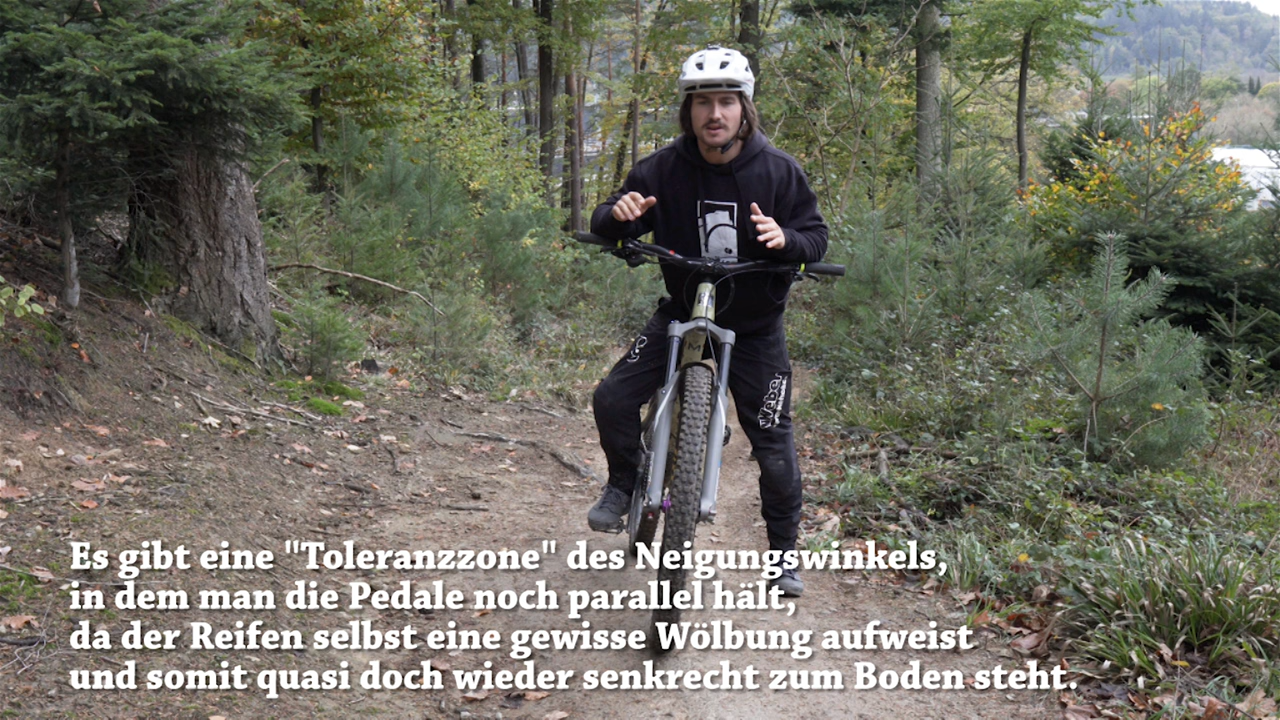 Weber
Es gibt eine "Toleranzzone" des Neigungswinkels,
in dem man die Pedale noch parallel hält,
da der Reifen selbst eine gewisse Wölbung aufweist
und somit quasi doch wieder senkrecht zum Boden steht.